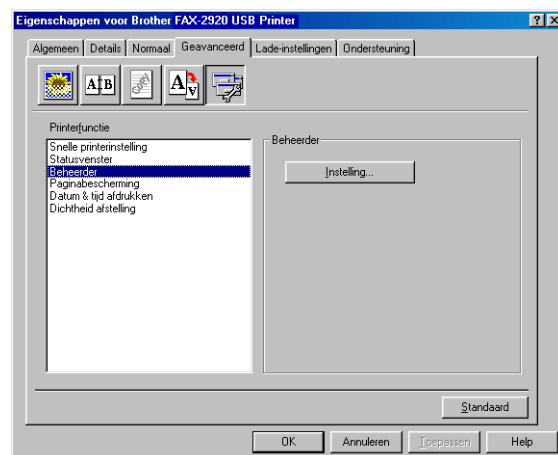 Eigenschappen voor Brother FAX-2920 USB Printer
Algemeen Details Normaal Geavanceerd Lade-instellingen Ondersteuning
Printerfunctie
Snelle printerinstelling
Statusvenster
Beheerder
Paginabescherming
Datum & tijd afdrukken
Dichtheid afstelling
Beheerder
Instelling...
Standaard
OK Annuleren Toepassen Help